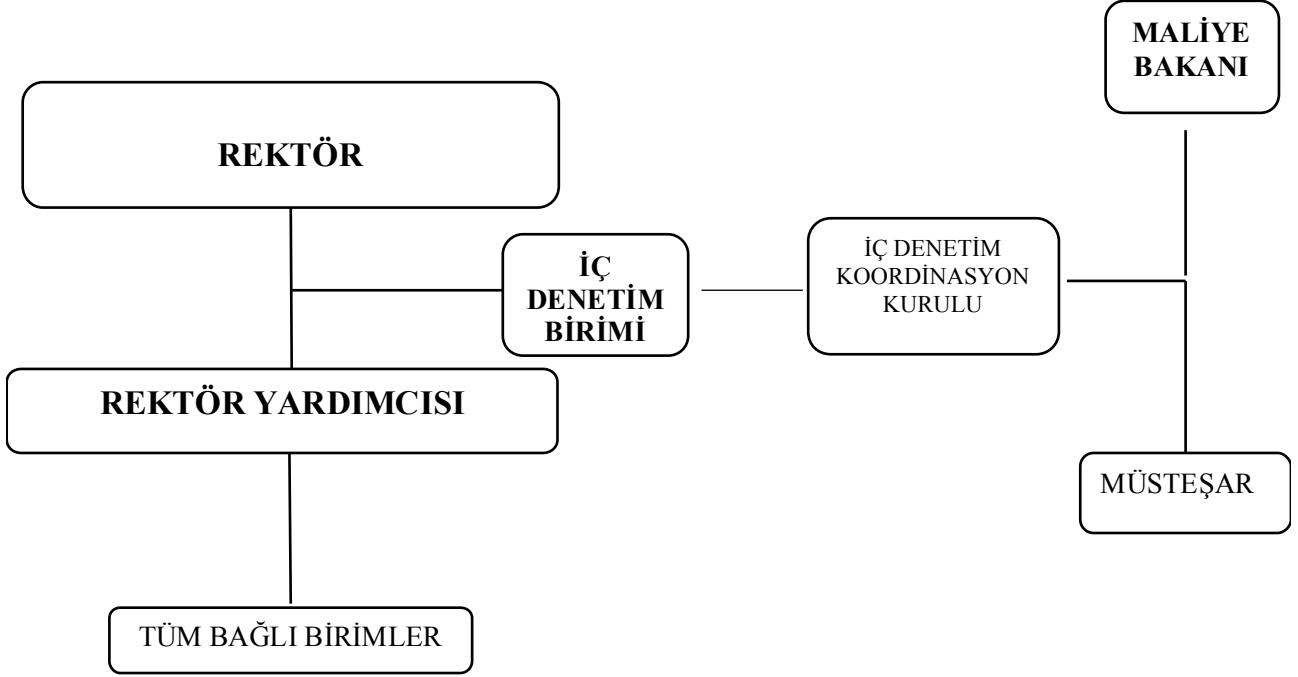 MALİYE
BAKANI
REKTÖR
İÇ
DENETİM
BİRİMİ
İÇ DENETİM
KOORDİNASYON
KURULU
REKTÖR YARDIMCISI
MÜSTEŞAR
TÜM BAĞLI BİRİMLER